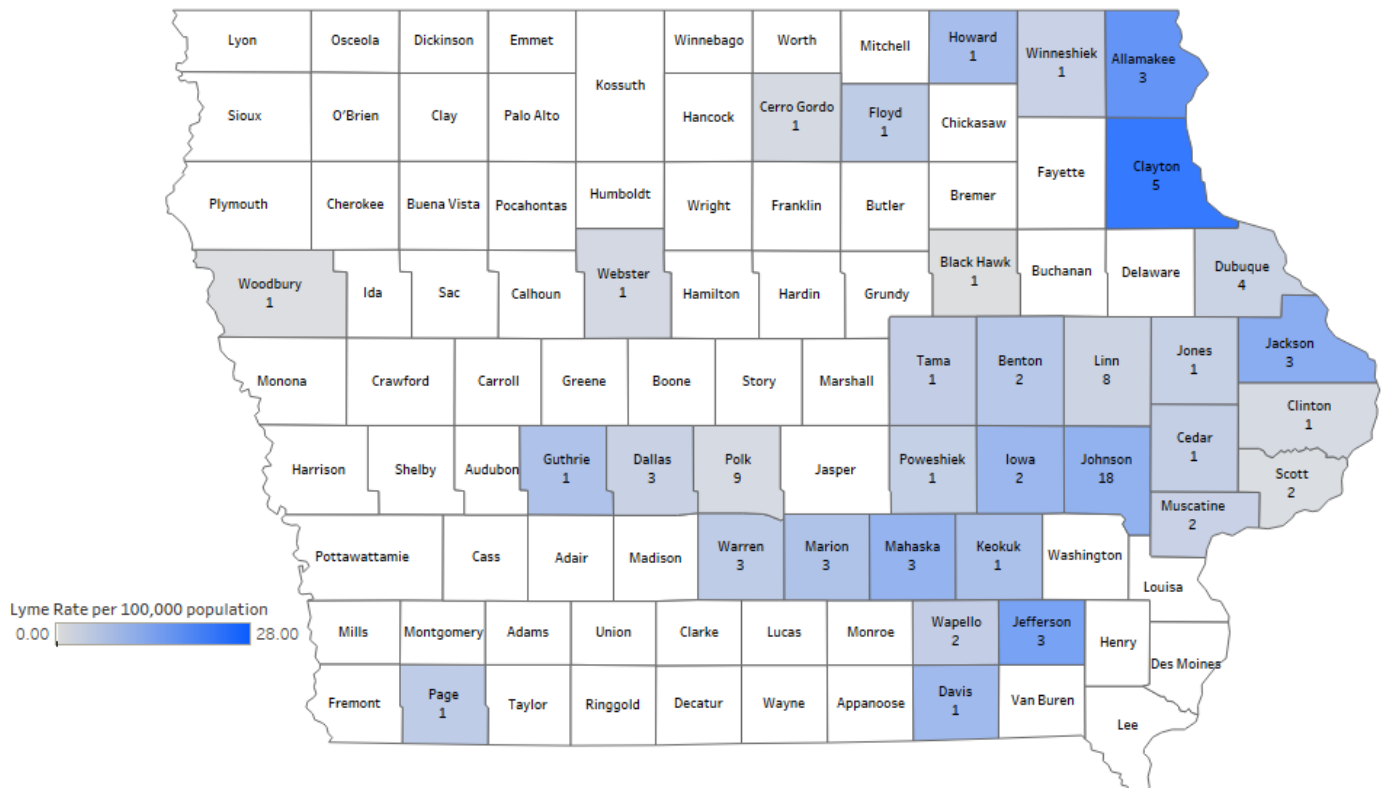 Lyon
Osceola
Dickinson
Emmet
Kossuth
Winnebago
Worth
Mitchell
Howard
1
Winneshiek
1
Allamakee
3
Sioux
O'Brien
Clay
Palo Alto
Hancock
Cerro Gordo
1
Floyd
1
Chickasaw
Fayette
Clayton
5
Plymouth
Cherokee
Buena Vista
Pocahontas
Humboldt
Wright
Franklin
Butler
Bremer
Woodbury
1
Ida
Sac
Calhoun
Webster
1
Hamilton
Hardin
Grundy
Black Hawk
1
Buchanan
Delaware
Dubuque
4
Monona
Crawford
Carroll
Greene
Boone
Story
Marshall
Tama
1
Benton
2
Linn
8
Jones
1
Jackson
3
Clinton
1
Harrison
Shelby
Audubon
Guthrie
1
Dallas
3
Polk
9
Jasper
Poweshiek
1
Iowa
2
Johnson
18
Cedar
1
Scott
2
Muscatine
2
Pottawattamie
Cass
Adair
Madison
Warren
3
Marion
3
Mahaska
3
Keokuk
1
Washington
Louisa
Lyme Rate per 100,000 population
0.00 28.00
Mills
Montgomery
Adams
Union
Clarke
Lucas
Monroe
Wapello
2
Jefferson
3
Henry
Des Moines
Fremont
Page
1
Taylor
Ringgold
Decatur
Wayne
Appanoose
Davis
1
Van Buren
Lee